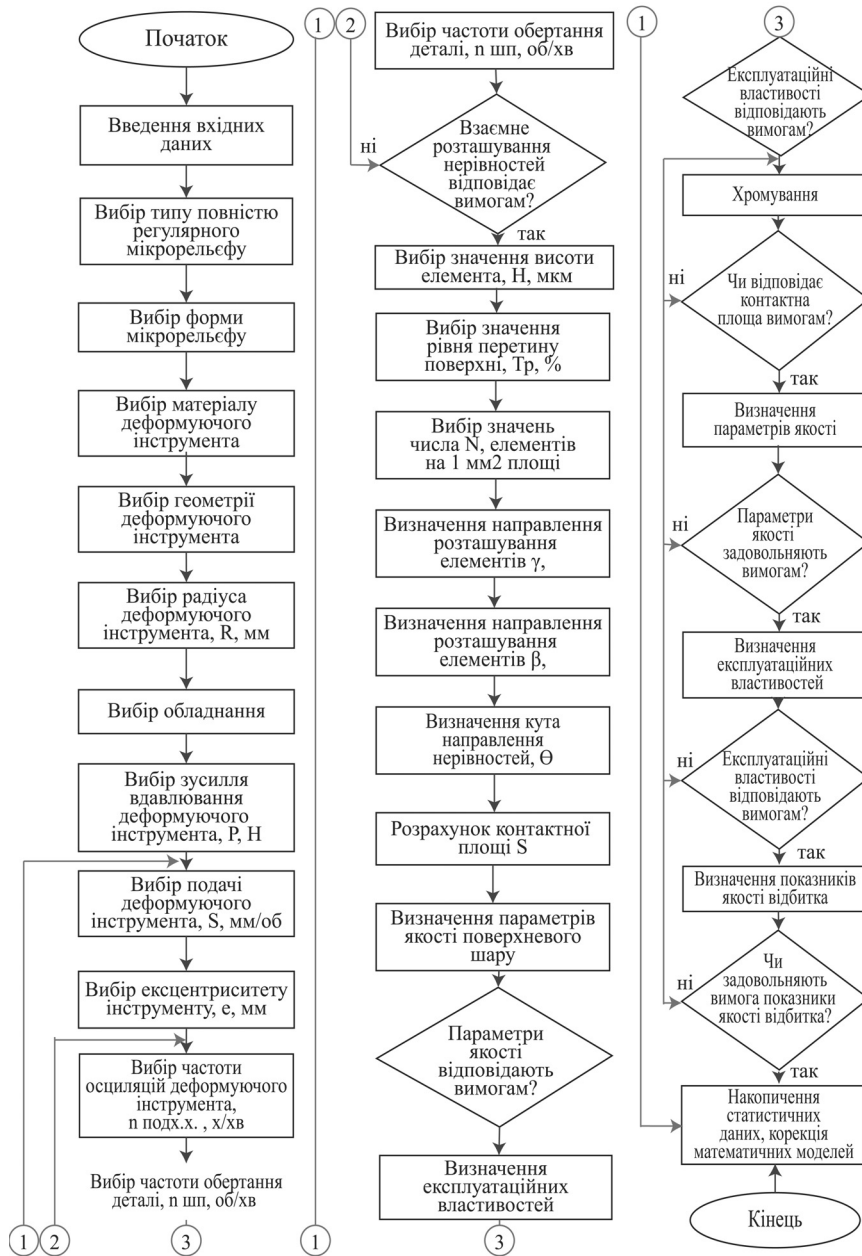 Початок
Введення вхідних
даних
Вибір типу повністю
регулярного
мікрорельєфу
Вибір форми
мікрорельєфу
Вибір матеріалу
деформуючого
інструмента
Вибір геометрії
деформуючого
інструмента
Вибір радіуса
деформуючого
інструмента, R, мм
Вибір обладнання
Вибір зусилля
вдавлювання
деформуючого
інструмента, P, H
Вибір подачі
деформуючого
інструмента, S, мм/об
Вибір ексцентриситету
інструменту, е, мм
Вибір частоти
осциляцій деформуючого
інструмента,
n подх.х. , х/хв
Вибір частоти обертання
деталі, n шп, об/хв
1
2
3
1
2
Вибір частоти обертання
деталі, n шп, об/хв
ні
Взаємне
розташування
нерівностей
відповідає
вимогам?
так
Вибір значення висоти
елемента, H, мкм
Вибір значення
рівня перетину
поверхні, Tp, %
Вибір значень
числа N, елементів
на 1 мм2 площі
Визначення направлення
розташування
елементів γ,
Визначення направлення
розташування
елементів β,
Визначення кута
направлення
нерівностей, Ө
Розрахунок контактної
площі S
Визначення параметрів
якості поверхневого
шару
Параметри
якості
відповідають
вимогам?
Визначення
експлуатаційних
властивостей
1
3
1
3
Експлуатаційні
властивості
відповідають
вимогам?
Хромування
ні
Чи відповідає
контактна
площа вимогам?
так
Визначення
параметрів якості
ні
Параметри
якості
задовольняють
вимогам?
так
Визначення
експлуатаційних
властивостей
ні
Експлуатаційні
властивості
відповідають
вимогам?
так
Визначення показників
якості відбитка
ні
Чи
задовольняють
вимога показники
якості відбитка?
так
Накопичення
статистичних
даних, корекція
математичних моделей
Кінець